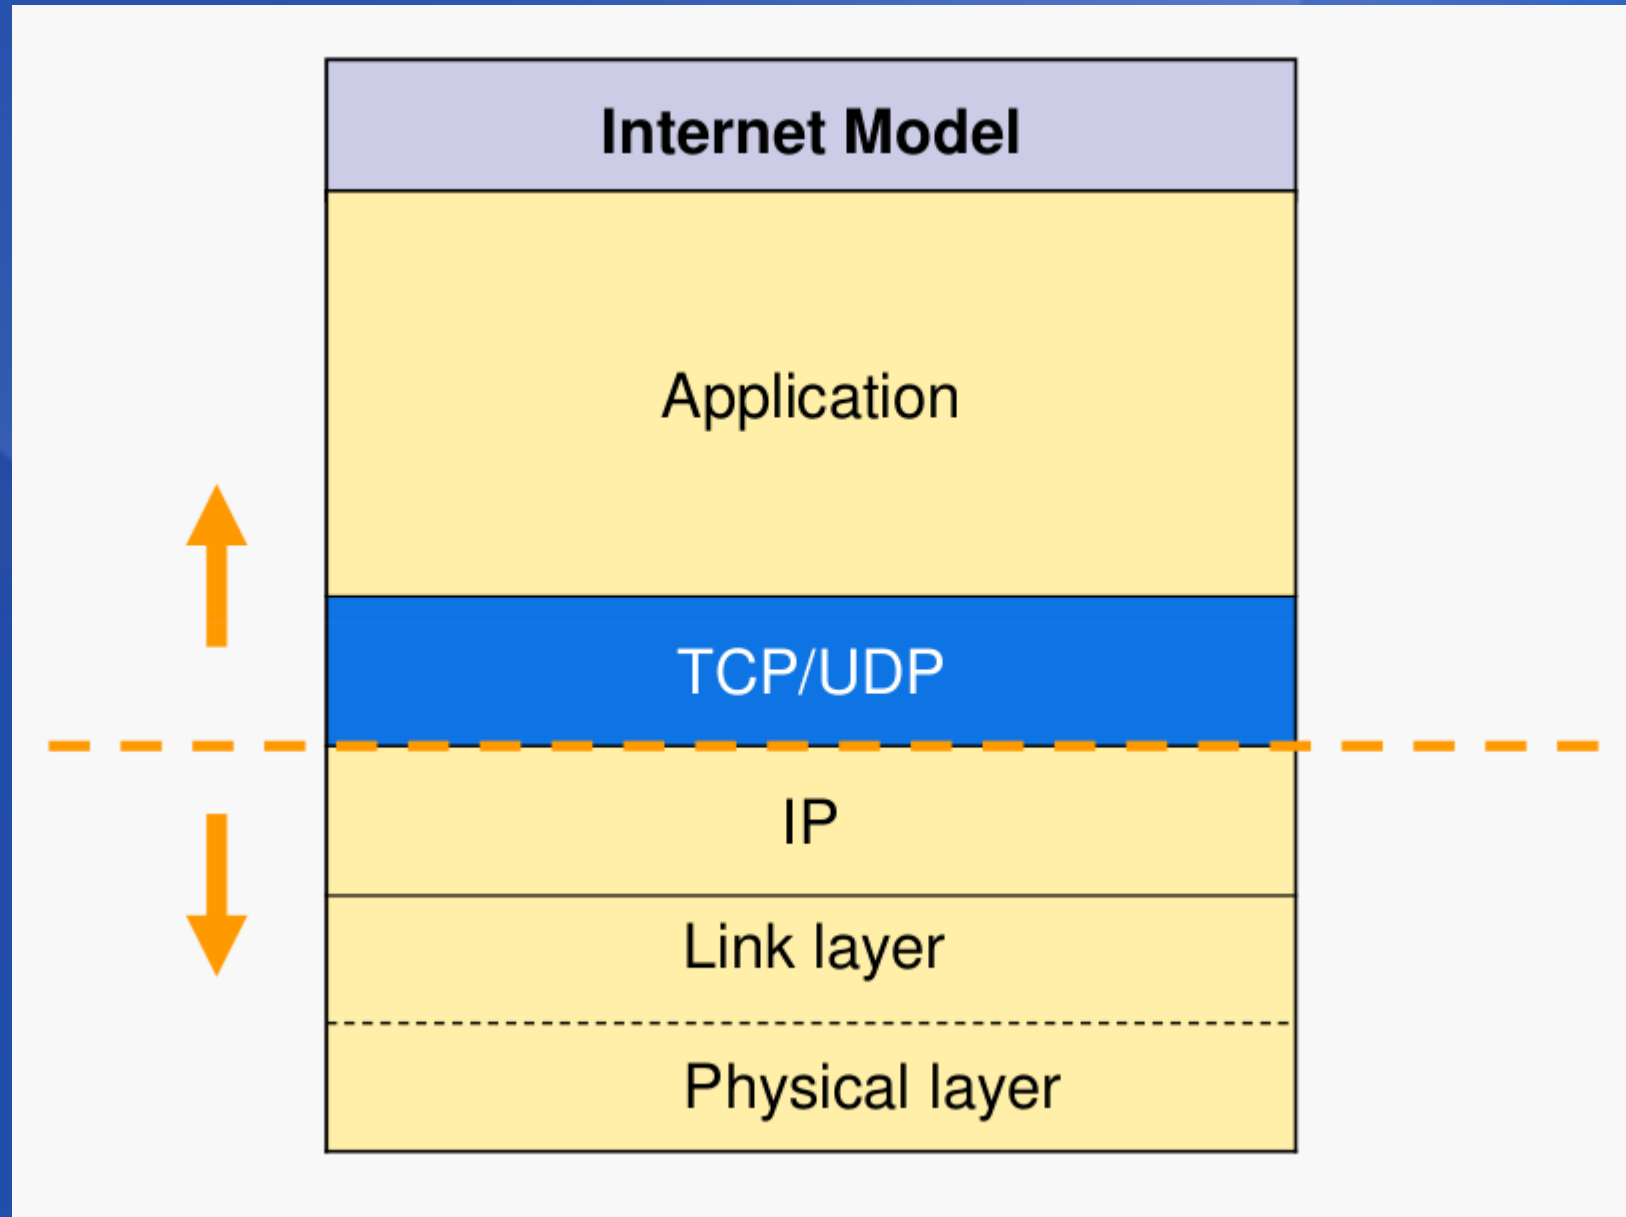 Internet Model
Application
TCP/UDP
IP
Link layer
Physical layer